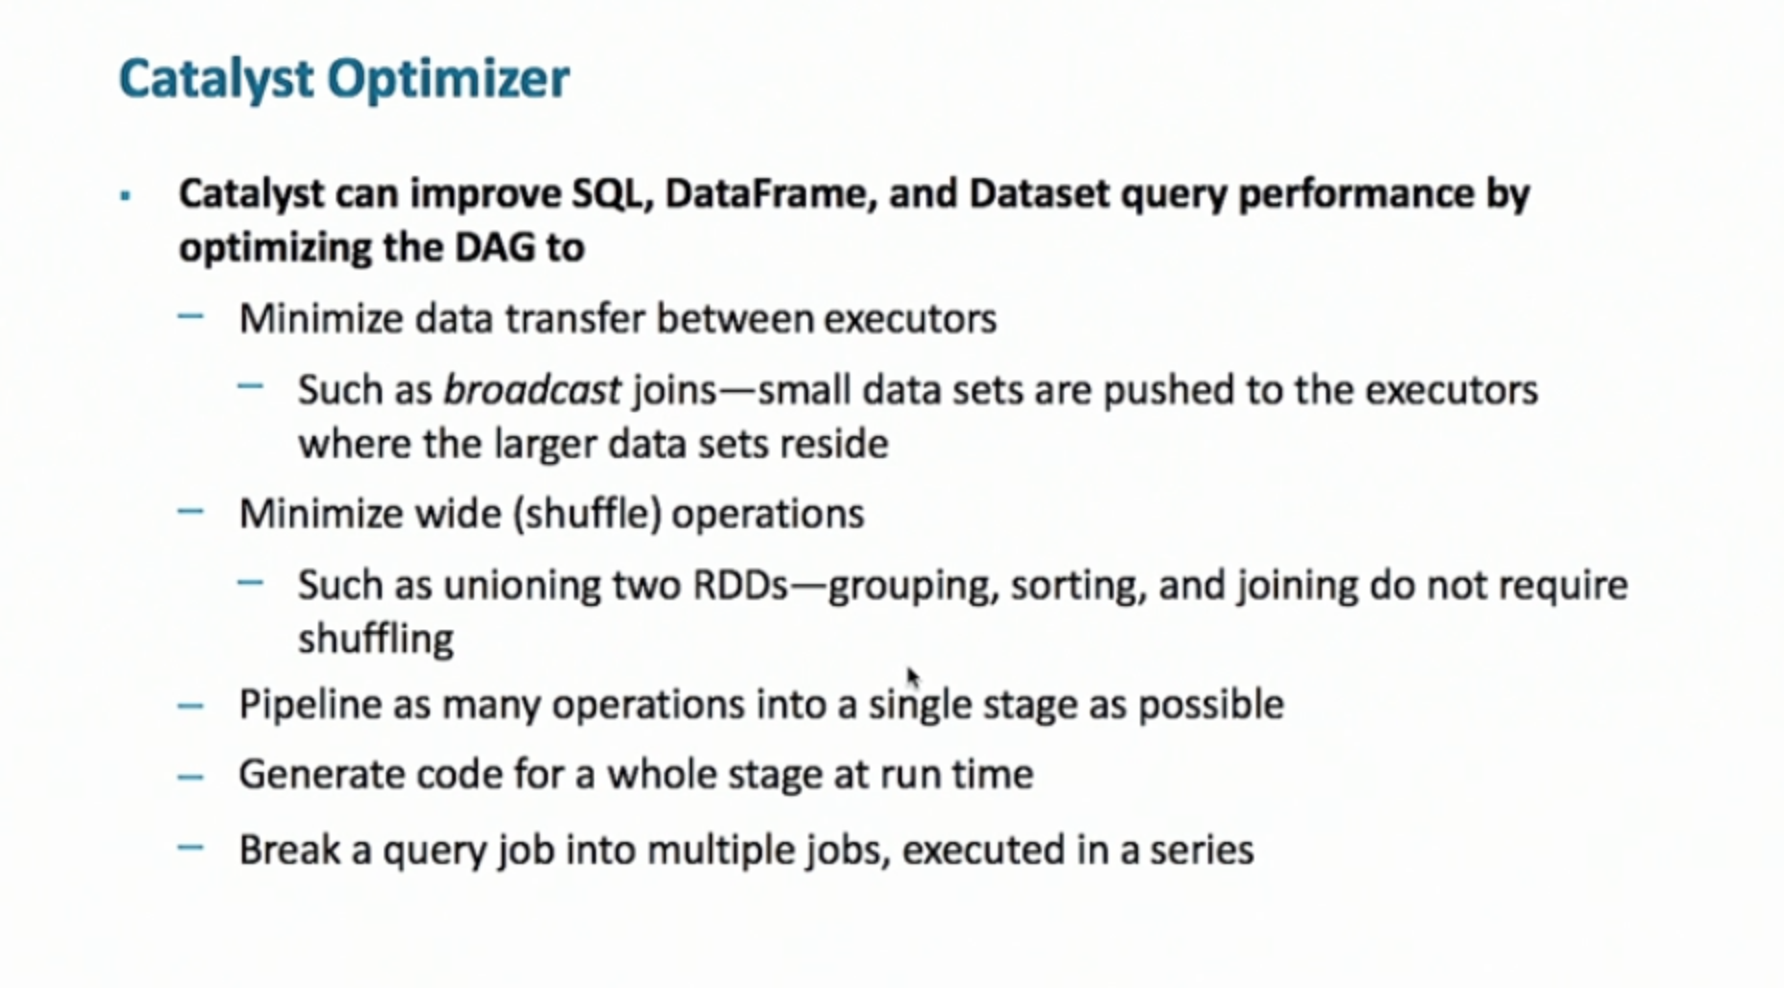 Catalyst Optimizer
▪ Catalyst can improve SQL, DataFrame, and Dataset query performance by
optimizing the DAG to
– Minimize data transfer between executors
– Such as broadcast joins—small data sets are pushed to the executors
where the larger data sets reside
– Minimize wide (shuffle) operations
– Such as unioning two RDDs—grouping, sorting, and joining do not require
shuffling
– Pipeline as many operations into a single stage as possible
– Generate code for a whole stage at run time
– Break a query job into multiple jobs, executed in a series